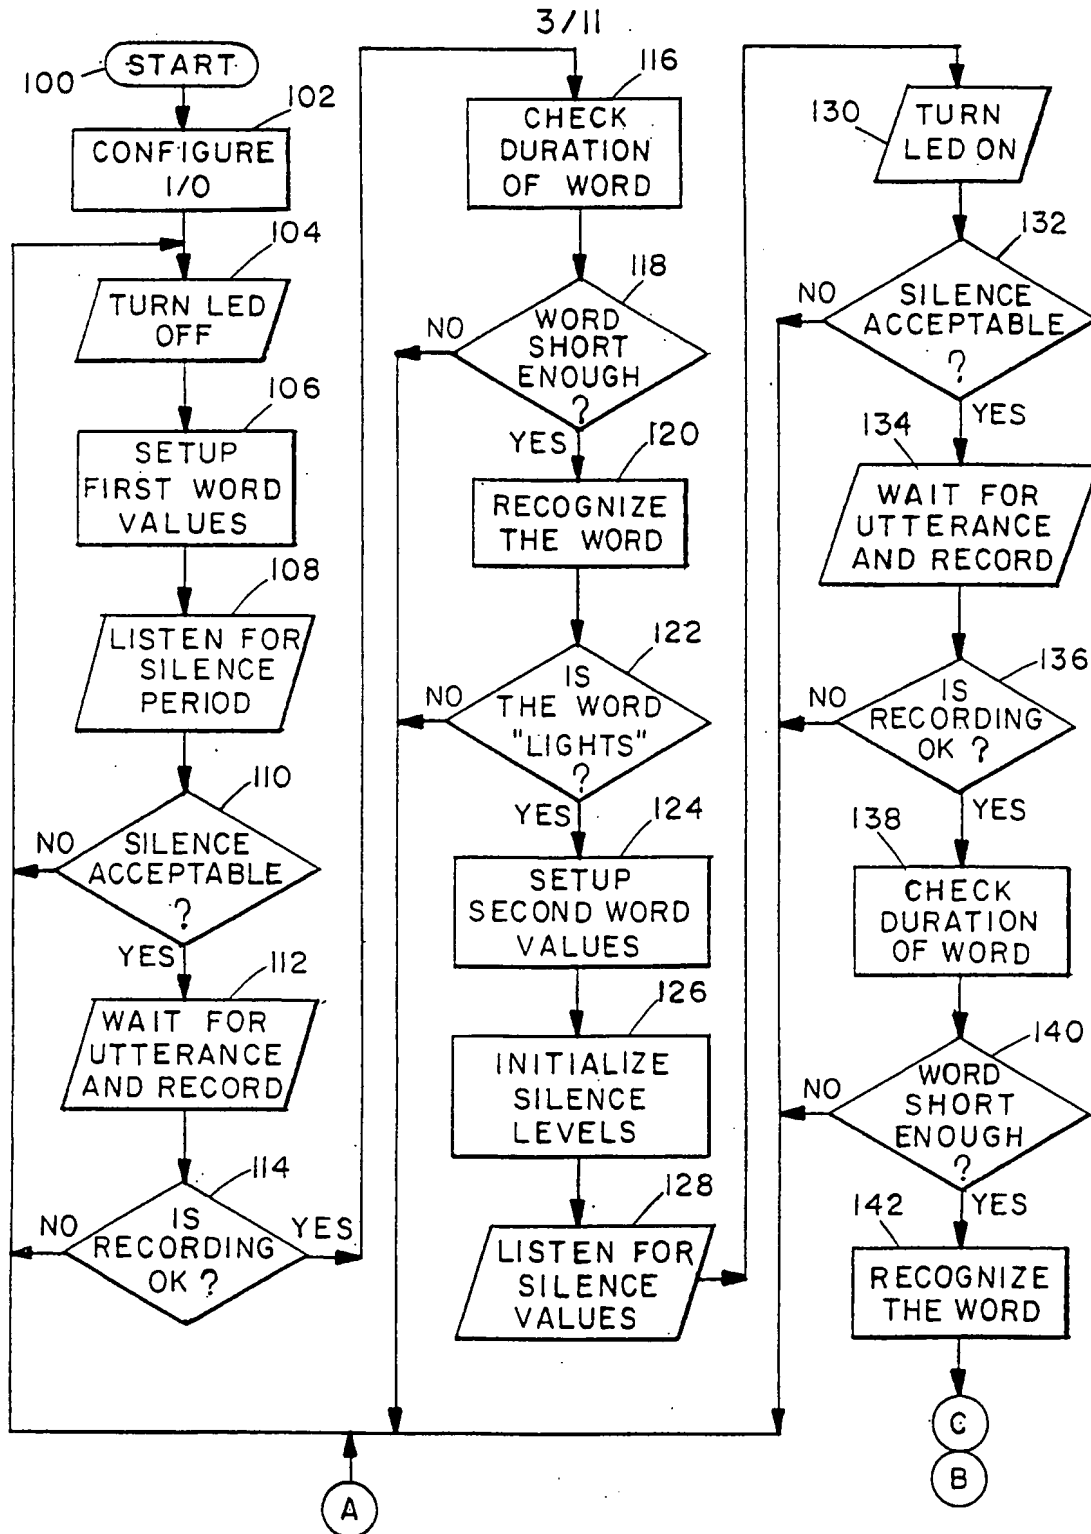 3/11
100
START
102
CONFIGURE
I/O
104
TURN LED
OFF
106
SETUP
FIRST WORD
VALUES
108
LISTEN FOR
SILENCE
PERIOD
110
NO
SILENCE
ACCEPTABLE
?
YES
112
WAIT FOR
UTTERANCE
AND RECORD
114
NO
IS
RECORDING
OK ?
YES
116
CHECK
DURATION
OF WORD
118
NO
WORD
SHORT
ENOUGH
?
YES
120
RECOGNIZE
THE WORD
122
NO
IS
THE WORD
"LIGHTS"
?
YES
124
SETUP
SECOND WORD
VALUES
126
INITIALIZE
SILENCE
LEVELS
128
LISTEN FOR
SILENCE
VALUES
130
TURN
LED ON
132
NO
SILENCE
ACCEPTABLE
?
YES
134
WAIT FOR
UTTERANCE
AND RECORD
136
NO
IS
RECORDING
OK ?
YES
138
CHECK
DURATION
OF WORD
140
NO
WORD
SHORT
ENOUGH
?
YES
142
RECOGNIZE
THE WORD
C
B
A